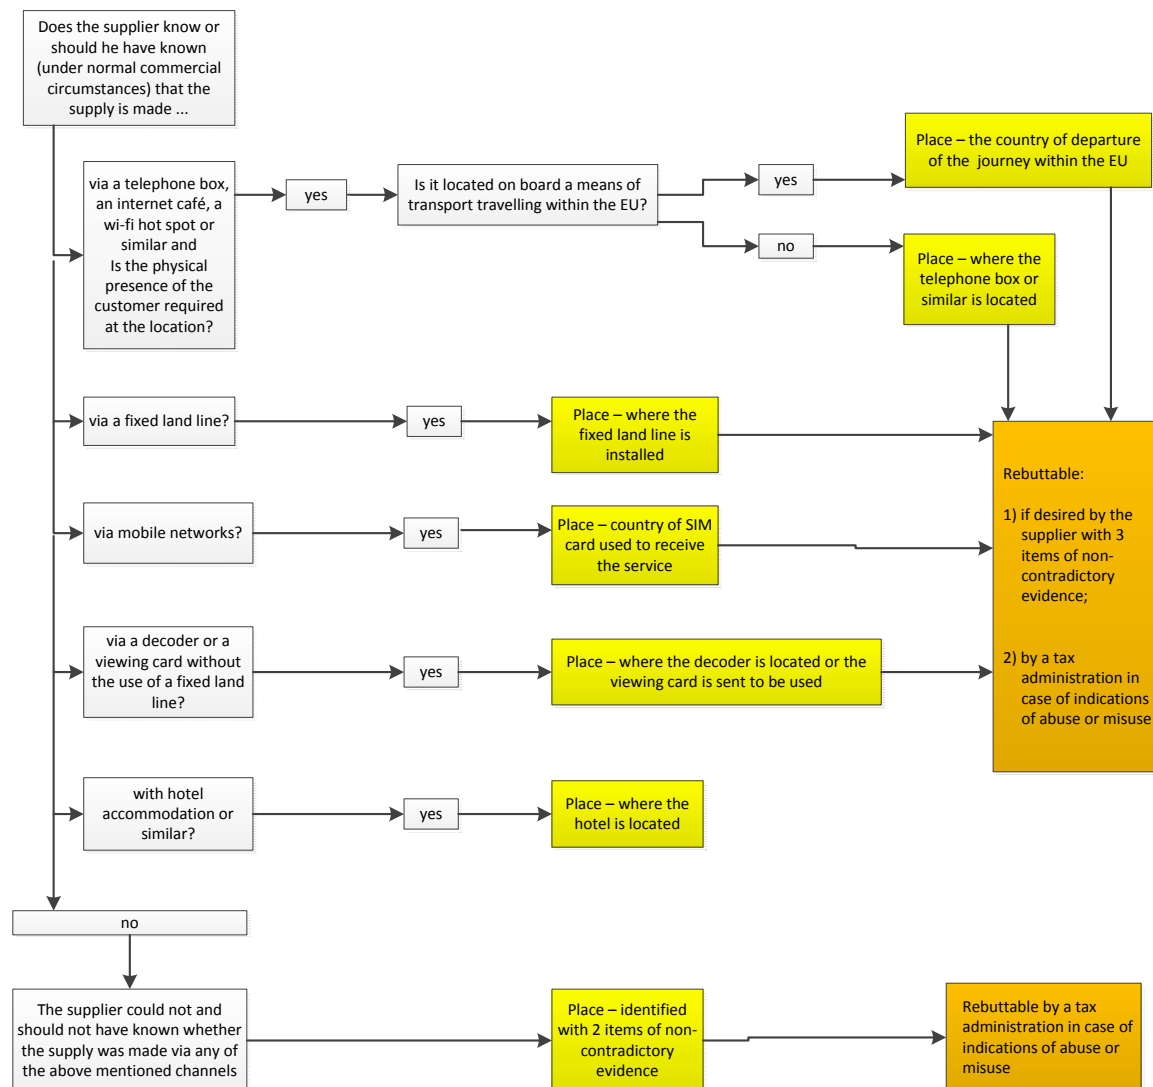 Does the supplier know or
should he have known
(under normal commercial
circumstances) that the
supply is made ...
via a telephone box,
an internet café, a
wi-fi hot spot or
similar and
Is the physical
presence of the
customer required
at the location?
yes
Is it located on board a means of
transport travelling within the EU?
yes
Place – the country of departure
of the journey within the EU
no
Place – where the
telephone box or
similar is located
via a fixed land line?
yes
Place – where the
fixed land line is
installed
via mobile networks?
yes
Place – country of SIM
card used to receive
the service
via a decoder or a
viewing card without
the use of a fixed land
line?
yes
Place – where the decoder is located or the
viewing card is sent to be used
with hotel
accommodation or
similar?
yes
Place – where the
hotel is located
Rebuttable:
1) if desired by the
supplier with 3
items of non-
contradictory
evidence;
2) by a tax
administration in
case of indications
of abuse or misuse
no
The supplier could not and
should not have known whether
the supply was made via any of
the above mentioned channels
Place – identified
with 2 items of non-
contradictory
evidence
Rebuttable by a tax
administration in case of
indications of abuse or
misuse